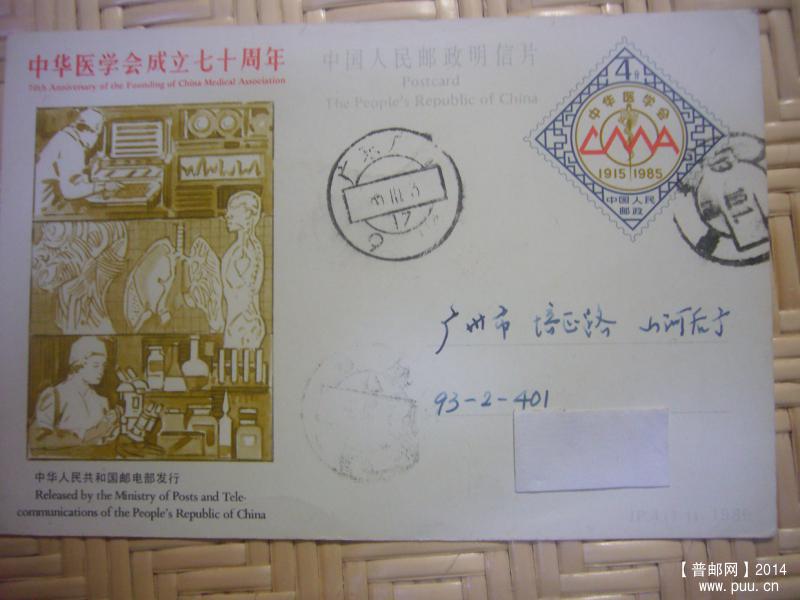 中华医学会成立七十周年
70th Anniversary of the Founding of China Medical Association
中国人民邮政明信片
Postcard
The People's Republic of China
4分
中华医学会
CMA
1915 1985
中国人民
邮政
17
广州市 培正路
93-2-401
中华人民共和国邮电部发行
Released by the Ministry of Posts and Tele-
communications of the People's Republic of China
【普邮网】2014
www.puu.cn